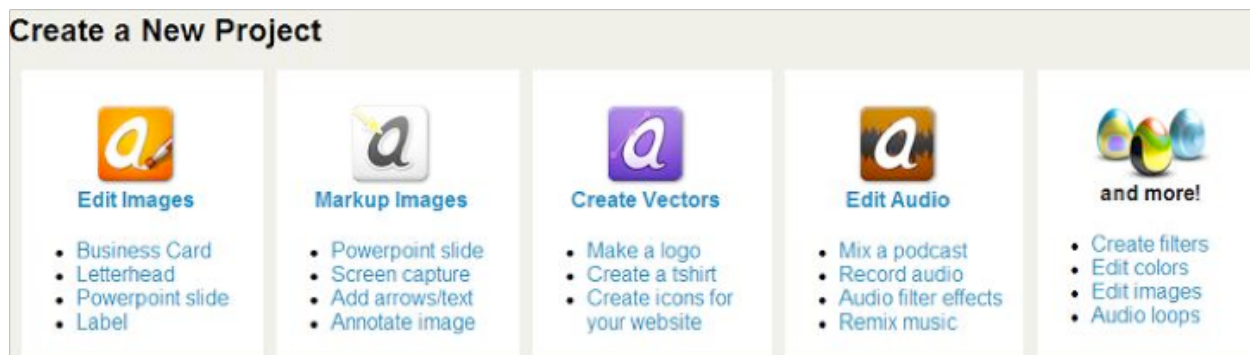 Create a New Project
Edit Images
Business Card
Letterhead
Powerpoint slide
Label
Markup Images
Powerpoint slide
Screen capture
Add arrows/text
Annotate image
Create Vectors
Make a logo
Create a tshirt
Create icons for
your website
Edit Audio
Mix a podcast
Record audio
Audio filter effects
Remix music
and more!
Create filters
Edit colors
Edit images
Audio loops